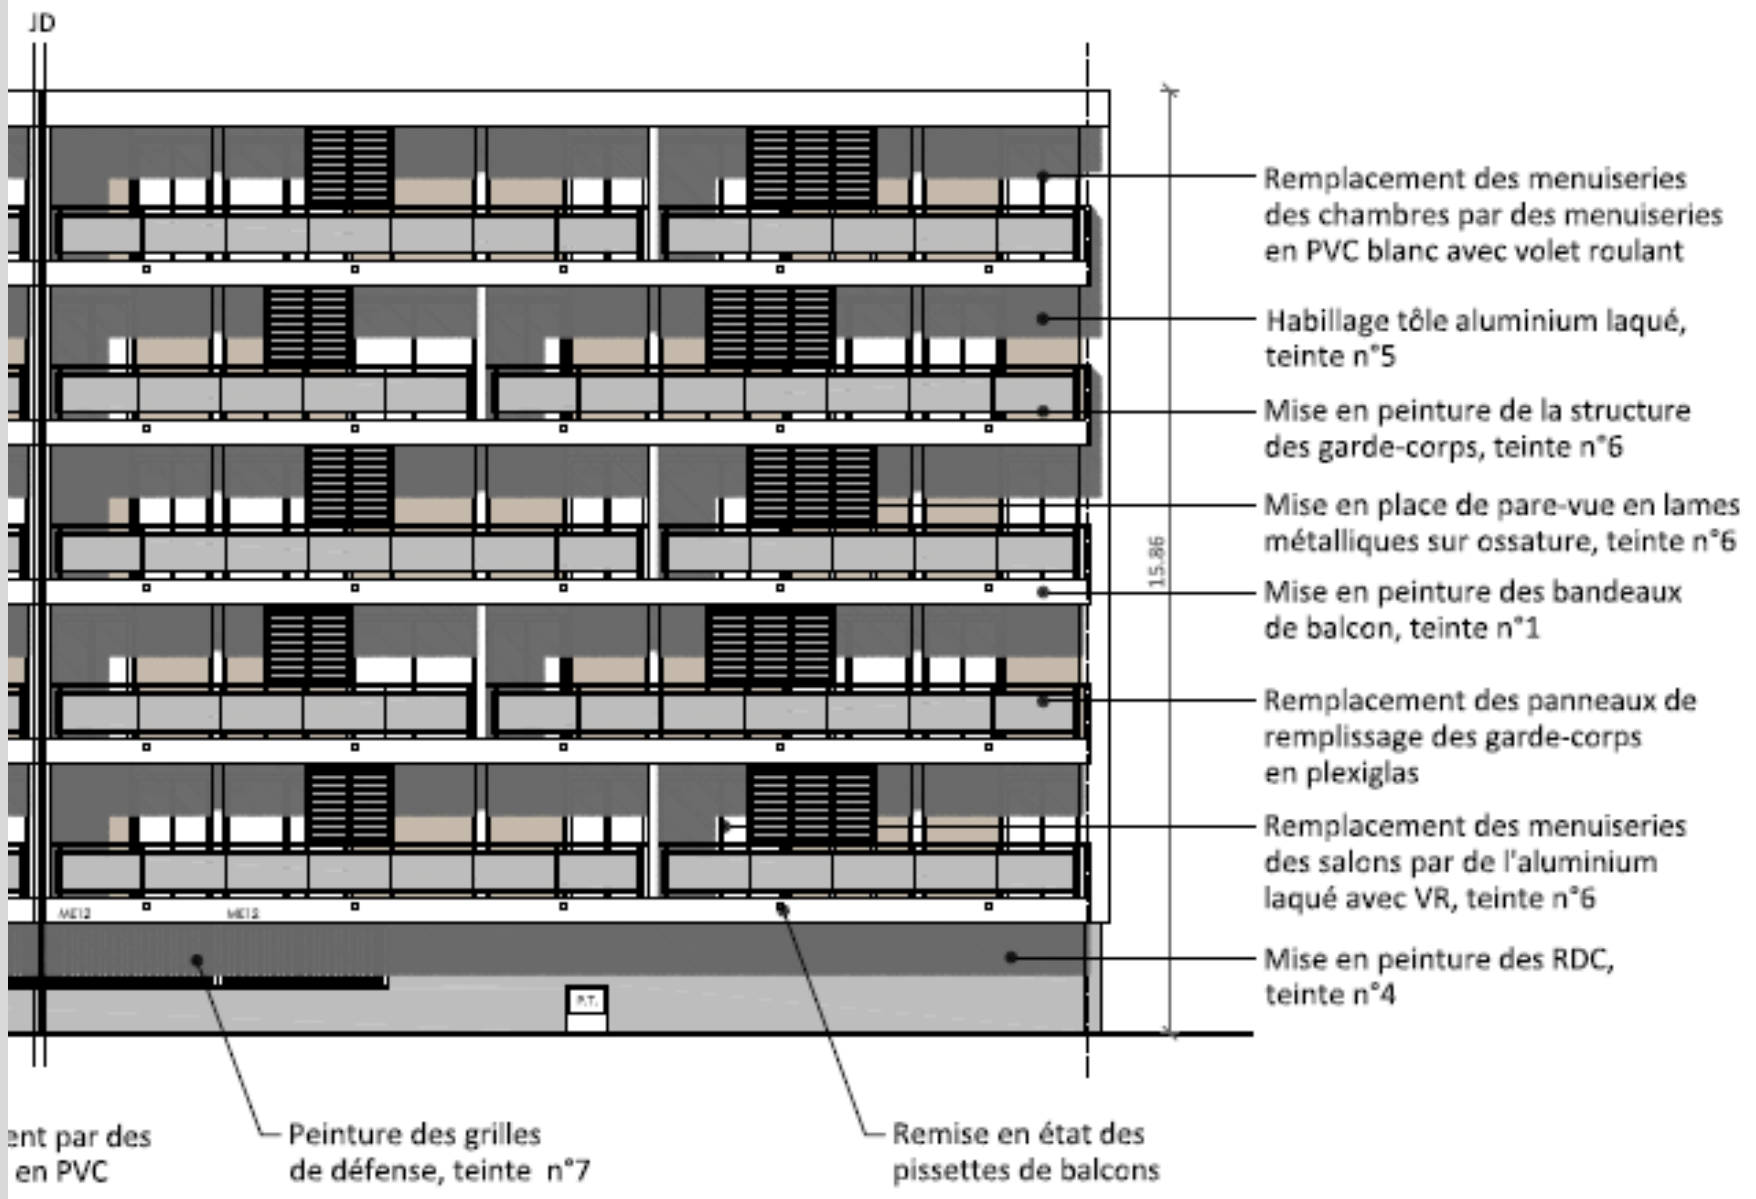 JD
Remplacement des menuiseries
des chambres par des menuiseries
en PVC blanc avec volet roulant
Habillage tôle aluminium laqué,
teinte n°5
Mise en peinture de la structure
des garde-corps, teinte n°6
Mise en place de pare-vue en lames
métalliques sur ossature, teinte n°6
15.86
Mise en peinture des bandeaux
de balcon, teinte n°1
Remplacement des panneaux de
remplissage des garde-corps
en plexiglas
Remplacement des menuiseries
des salons par de l'aluminium
laqué avec VR, teinte n°6
Mise en peinture des RDC,
teinte n°4
P.T.
ent par des
en PVC
Peinture des grilles
de défense, teinte n°7
Remise en état des
pissettes de balcons